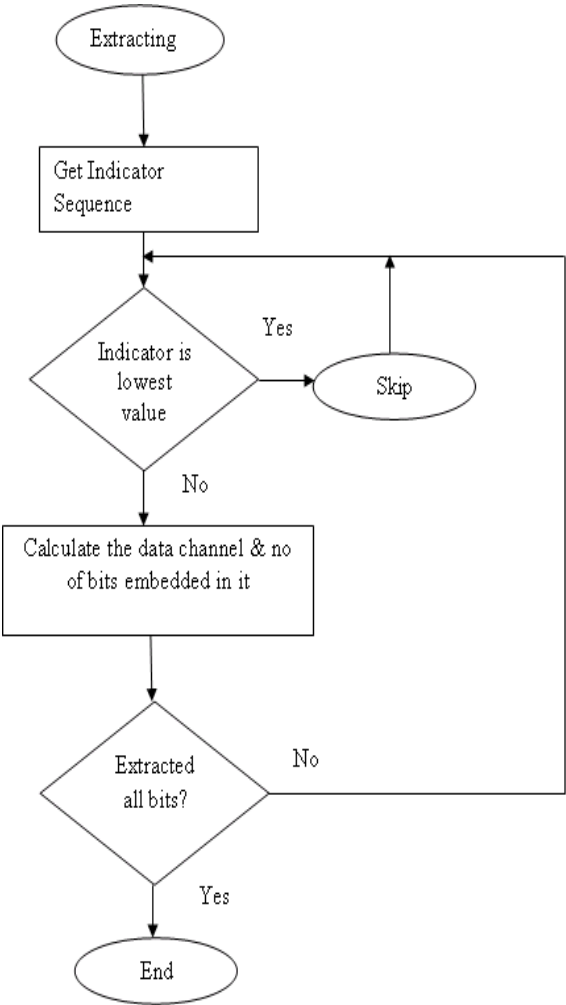 Extracting
Get Indicator
Sequence
Indicator is
lowest
value
Yes
Skip
No
Calculate the data channel & no
of bits embedded in it
Extracted
all bits?
No
Yes
End